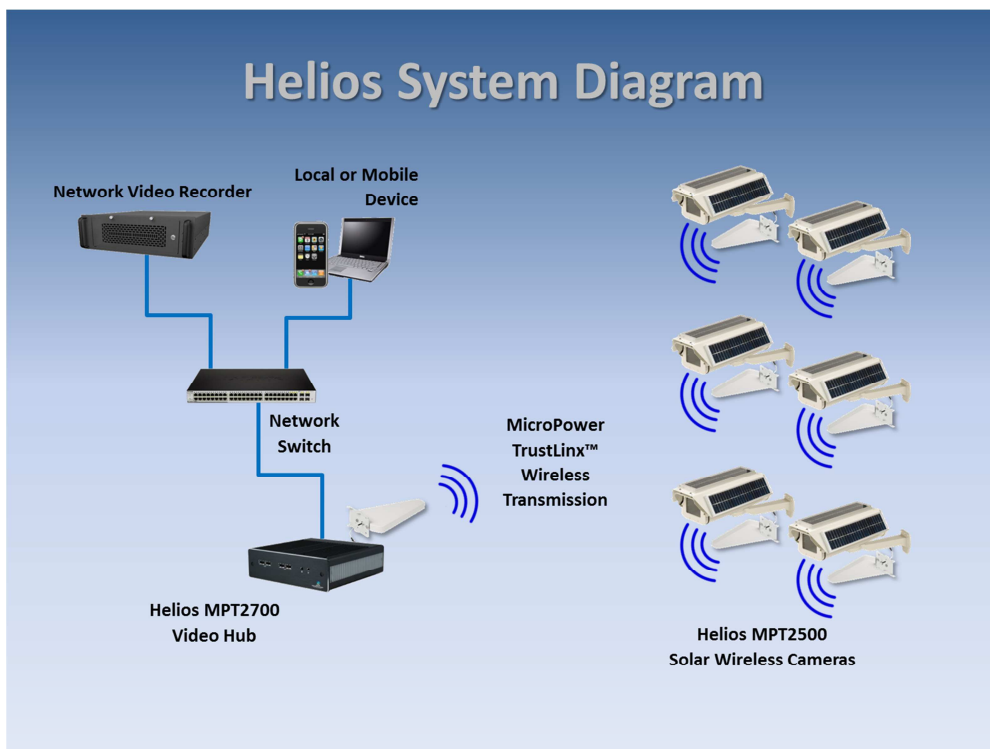 Helios System Diagram
Network Video Recorder
Local or Mobile
Device
Network
Switch
MicroPower
TrustLinx™
Wireless
Transmission
Helios MPT2700
Video Hub
Helios MPT2500
Solar Wireless Cameras